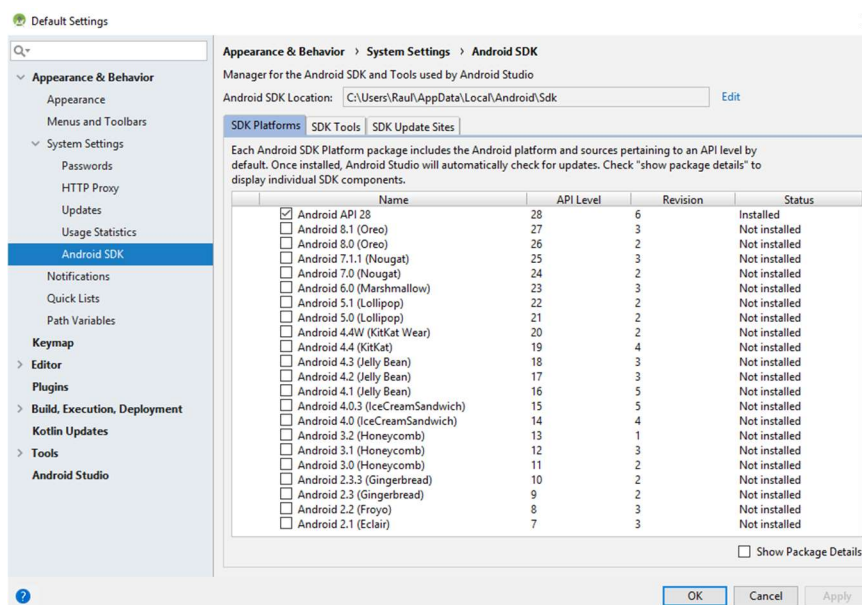 Default Settings
Appearance & Behavior
Appearance
Menus and Toolbars
System Settings
Passwords
HTTP Proxy
Updates
Usage Statistics
Android SDK
Notifications
Quick Lists
Path Variables
Keymap
Editor
Plugins
Build, Execution, Deployment
Kotlin Updates
Tools
Android Studio
Appearance & Behavior › System Settings › Android SDK
Manager for the Android SDK and Tools used by Android Studio
Android SDK Location: C:\Users\Raul\AppData\Local\Android\Sdk Edit
SDK Platforms SDK Tools SDK Update Sites
Each Android SDK Platform package includes the Android platform and sources pertaining to an API level by
default. Once installed, Android Studio will automatically check for updates. Check "show package details" to
display individual SDK components.
Name API Level Revision Status
Android API 28 28 6 Installed
Android 8.1 (Oreo) 27 3 Not installed
Android 8.0 (Oreo) 26 2 Not installed
Android 7.1.1 (Nougat) 25 3 Not installed
Android 7.0 (Nougat) 24 2 Not installed
Android 6.0 (Marshmallow) 23 3 Not installed
Android 5.1 (Lollipop) 22 2 Not installed
Android 5.0 (Lollipop) 21 2 Not installed
Android 4.4W (KitKat Wear) 20 2 Not installed
Android 4.4 (KitKat) 19 4 Not installed
Android 4.3 (Jelly Bean) 18 3 Not installed
Android 4.2 (Jelly Bean) 17 3 Not installed
Android 4.1 (Jelly Bean) 16 5 Not installed
Android 4.0.3 (IceCreamSandwich) 15 5 Not installed
Android 4.0 (IceCreamSandwich) 14 4 Not installed
Android 3.2 (Honeycomb) 13 1 Not installed
Android 3.1 (Honeycomb) 12 3 Not installed
Android 3.0 (Honeycomb) 11 2 Not installed
Android 2.3.3 (Gingerbread) 10 2 Not installed
Android 2.3 (Gingerbread) 9 2 Not installed
Android 2.2 (Froyo) 8 3 Not installed
Android 2.1 (Eclair) 7 3 Not installed
Show Package Details
? OK Cancel Apply